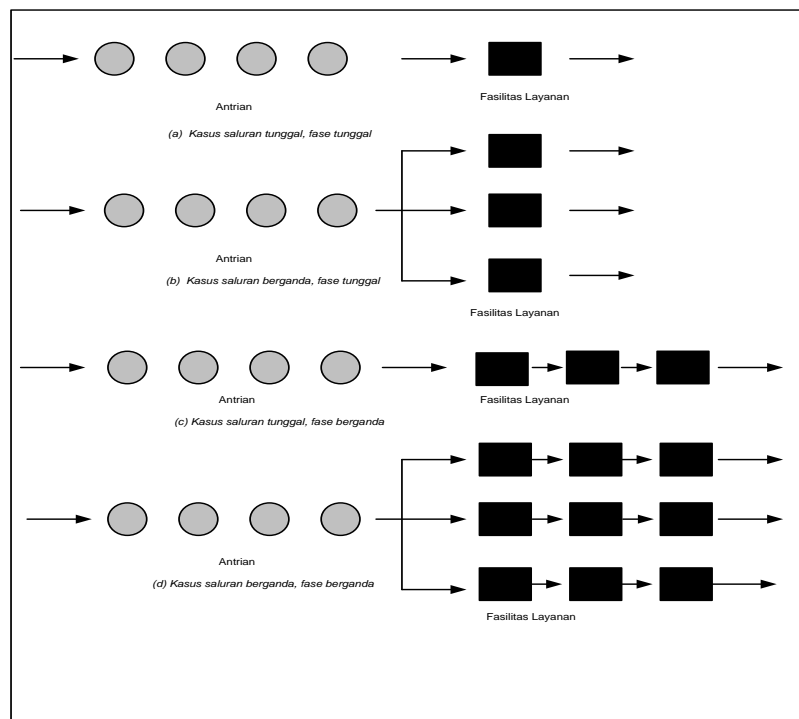 Fasilitas Layanan
Antrian
(a) Kasus saluran tunggal, fase tunggal
Antrian
(b) Kasus saluran berganda, fase tunggal
Fasilitas Layanan
Antrian
Fasilitas Layanan
(c) Kasus saluran tunggal, fase berganda
Antrian
(d) Kasus saluran berganda, fase berganda
Fasilitas Layanan